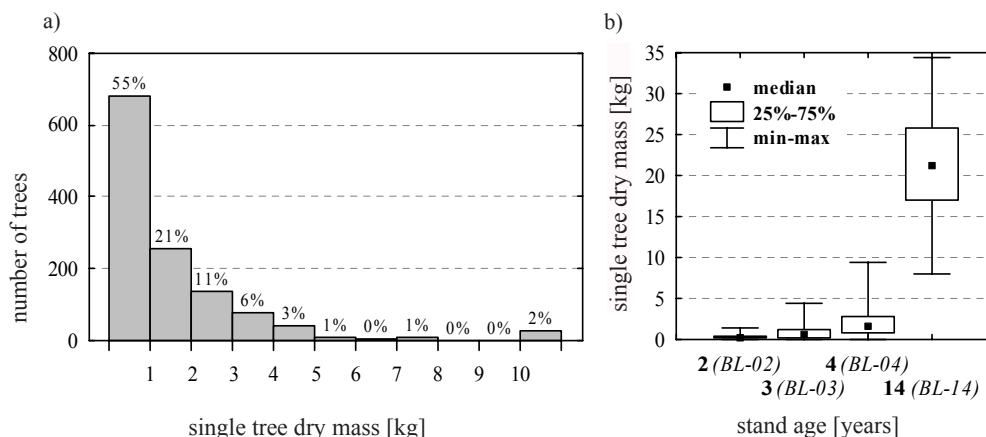 a)
800
600
400
200
0
number of trees
55%
21%
11%
6%
3%
1%
0%
1%
0%
0%
2%
1 2 3 4 5 6 7 8 9 10
single tree dry mass [kg]
b)
35
30
25
20
15
10
5
0
single tree dry mass [kg]
median
25%-75%
min-max
2 (BL-02) 4 (BL-04)
3 (BL-03) 14 (BL-14)
stand age [years]